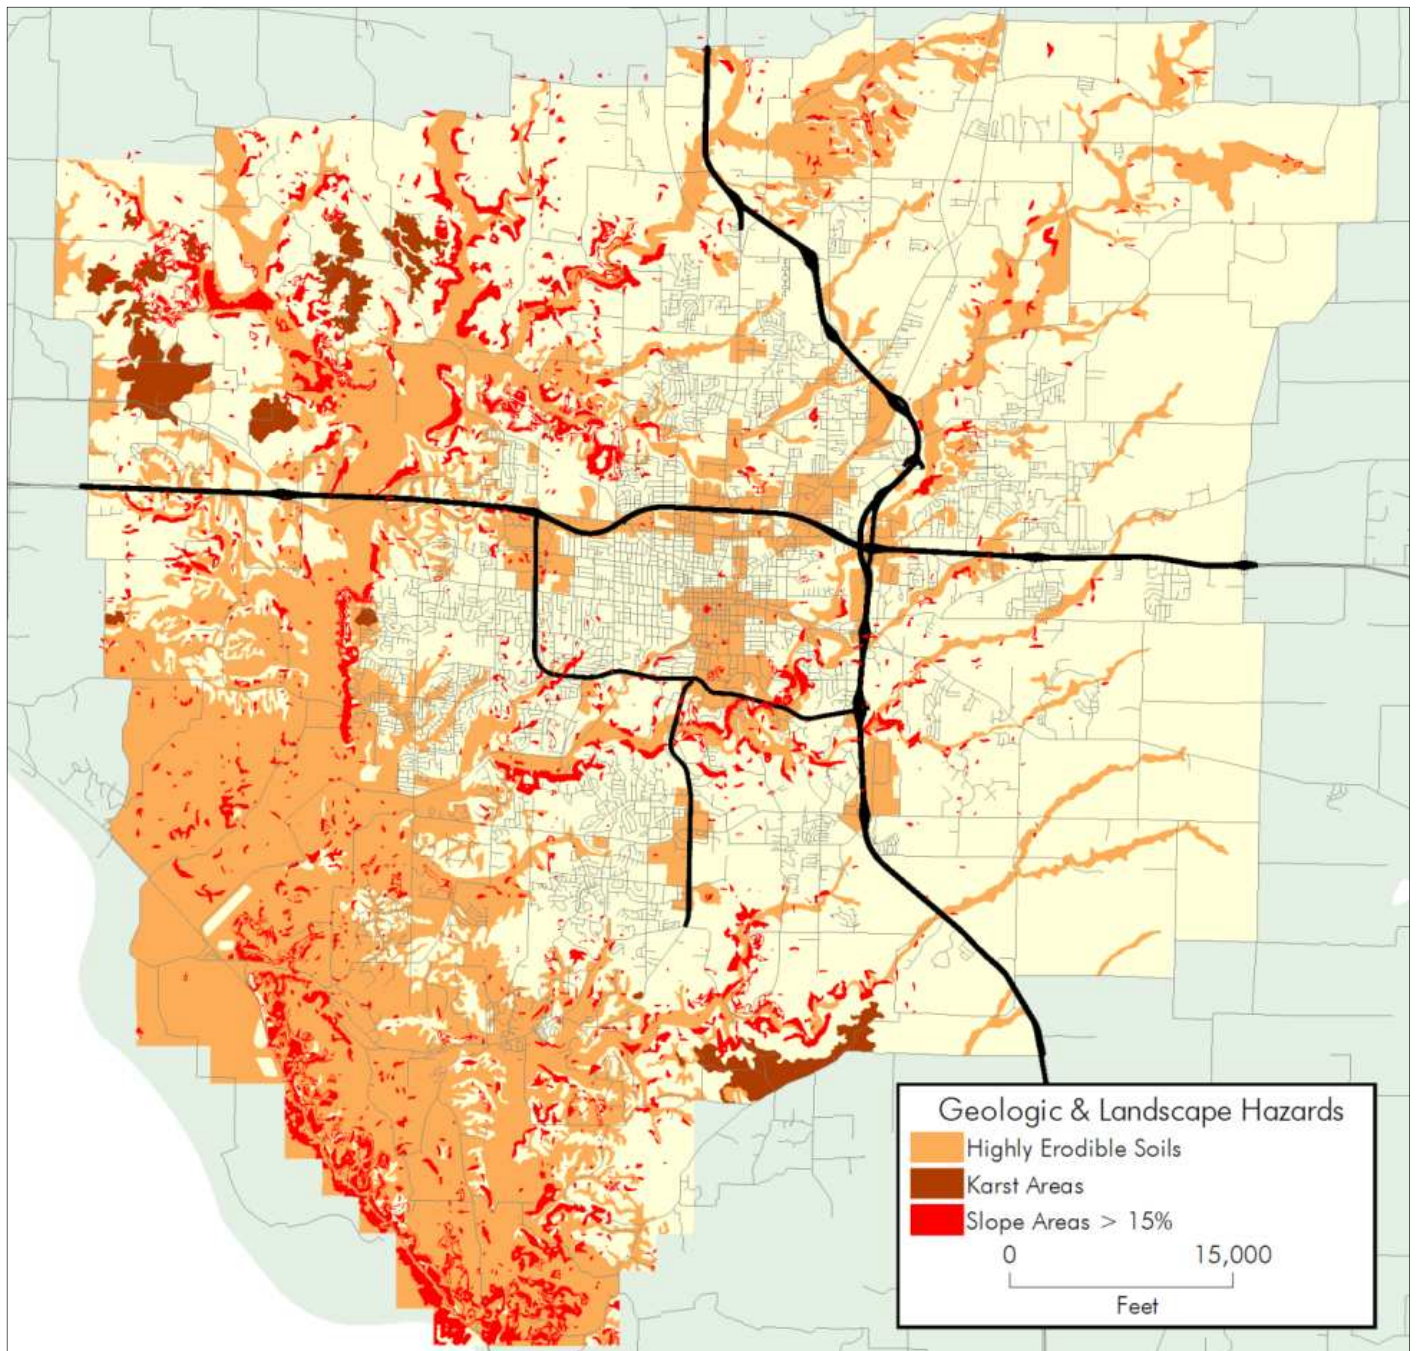 Geologic & Landscape Hazards
Highly Erodible Soils
Karst Areas
Slope Areas > 15%
0 15,000
Feet